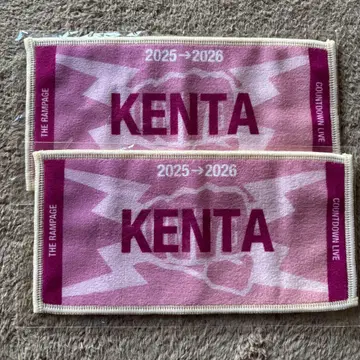 2025→2026
THE RAMPAGE
KENTA
COUNTDOWN LIVE
2025→2026
THE RAMPAGE
KENTA
COUNTDOWN LIVE